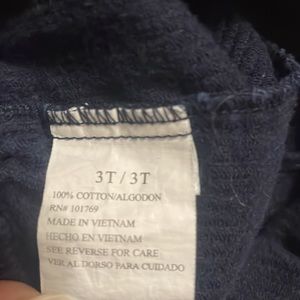 3T / 3T
100% COTTON/ALGODON
RN# 101769
MADE IN VIETNAM
HECHO EN VIETNAM
SEE REVERSE FOR CARE
VER AL DORSO PARA CUIDADO